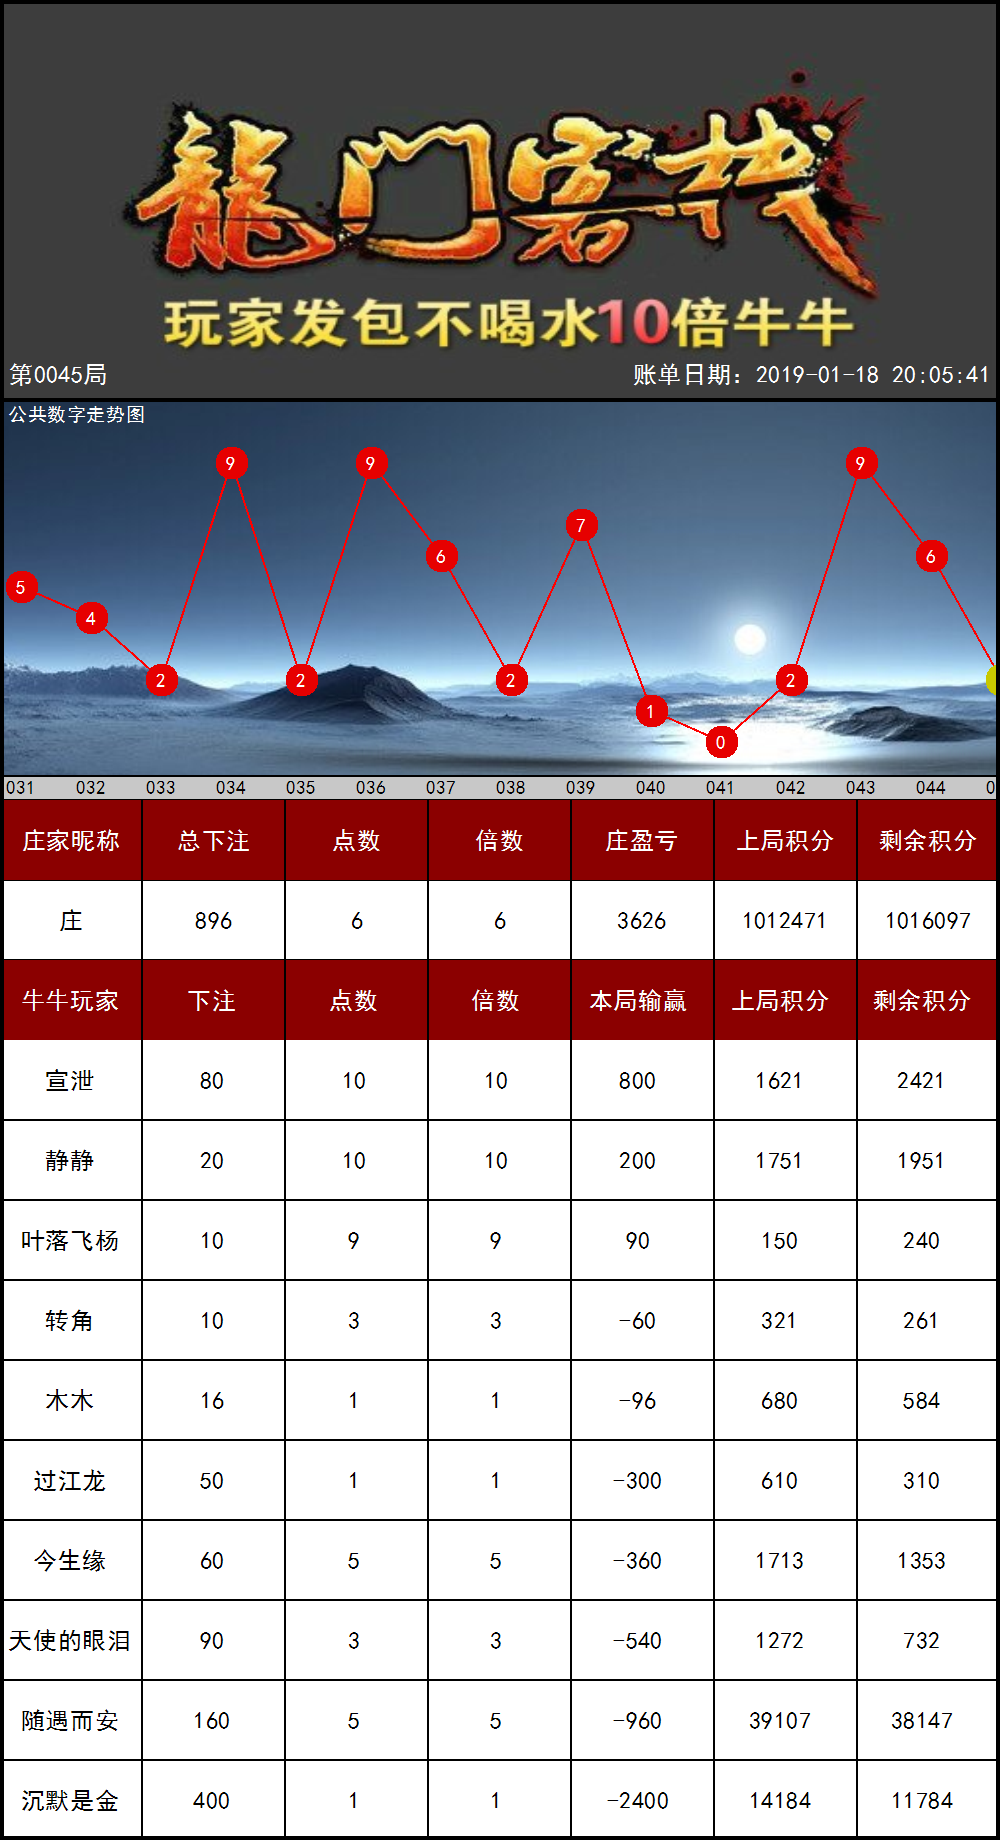 龍门客栈
玩家发包不喝水10倍牛牛
第0045局 账单日期：2019-01-18 20:05:41
公共数字走势图
5 4 2 9 2 9 6 2 7 1 0 2 9 6
031 032 033 034 035 036 037 038 039 040 041 042 043 044 0
庄家昵称 总下注 点数 倍数 庄盈亏 上局积分 剩余积分
庄 896 6 6 3626 1012471 1016097
牛牛玩家 下注 点数 倍数 本局输赢 上局积分 剩余积分
宣泄 80 10 10 800 1621 2421
静静 20 10 10 200 1751 1951
叶落飞杨 10 9 9 90 150 240
转角 10 3 3 -60 321 261
木木 16 1 1 -96 680 584
过江龙 50 1 1 -300 610 310
今生缘 60 5 5 -360 1713 1353
天使的眼泪 90 3 3 -540 1272 732
随遇而安 160 5 5 -960 39107 38147
沉默是金 400 1 1 -2400 14184 11784